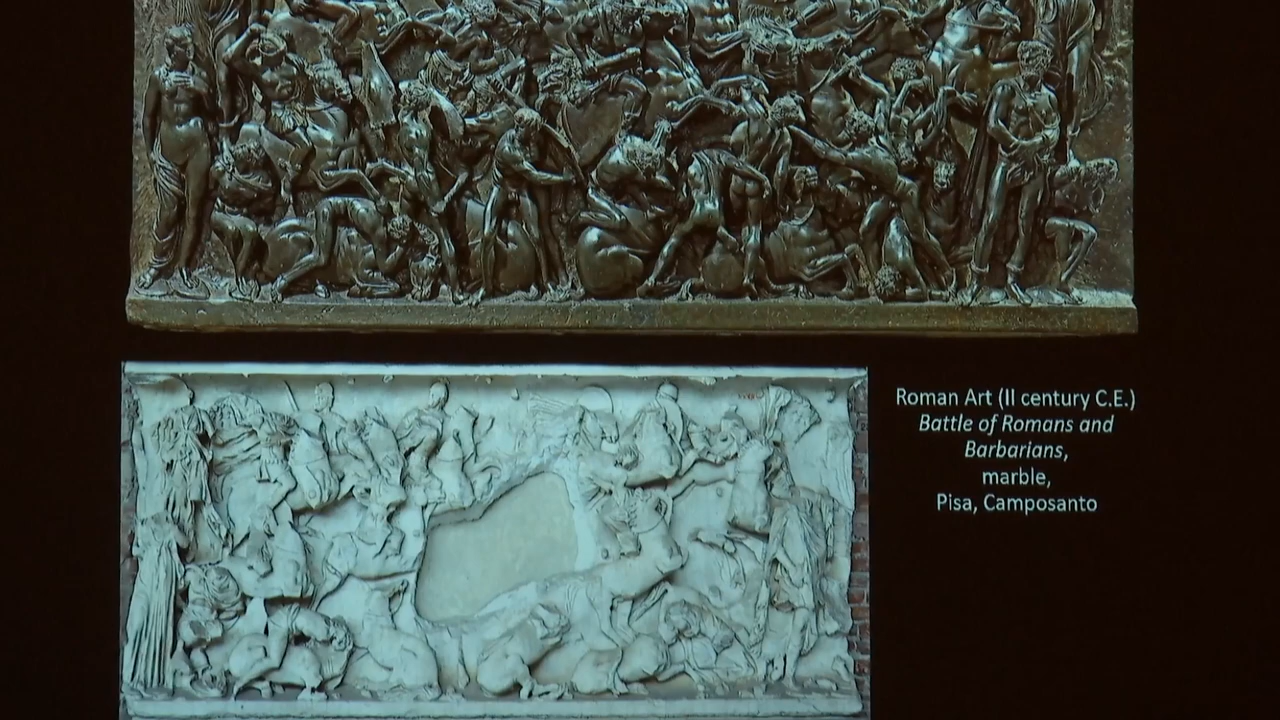 Roman Art (II century C.E.)
Battle of Romans and
Barbarians,
marble,
Pisa, Camposanto